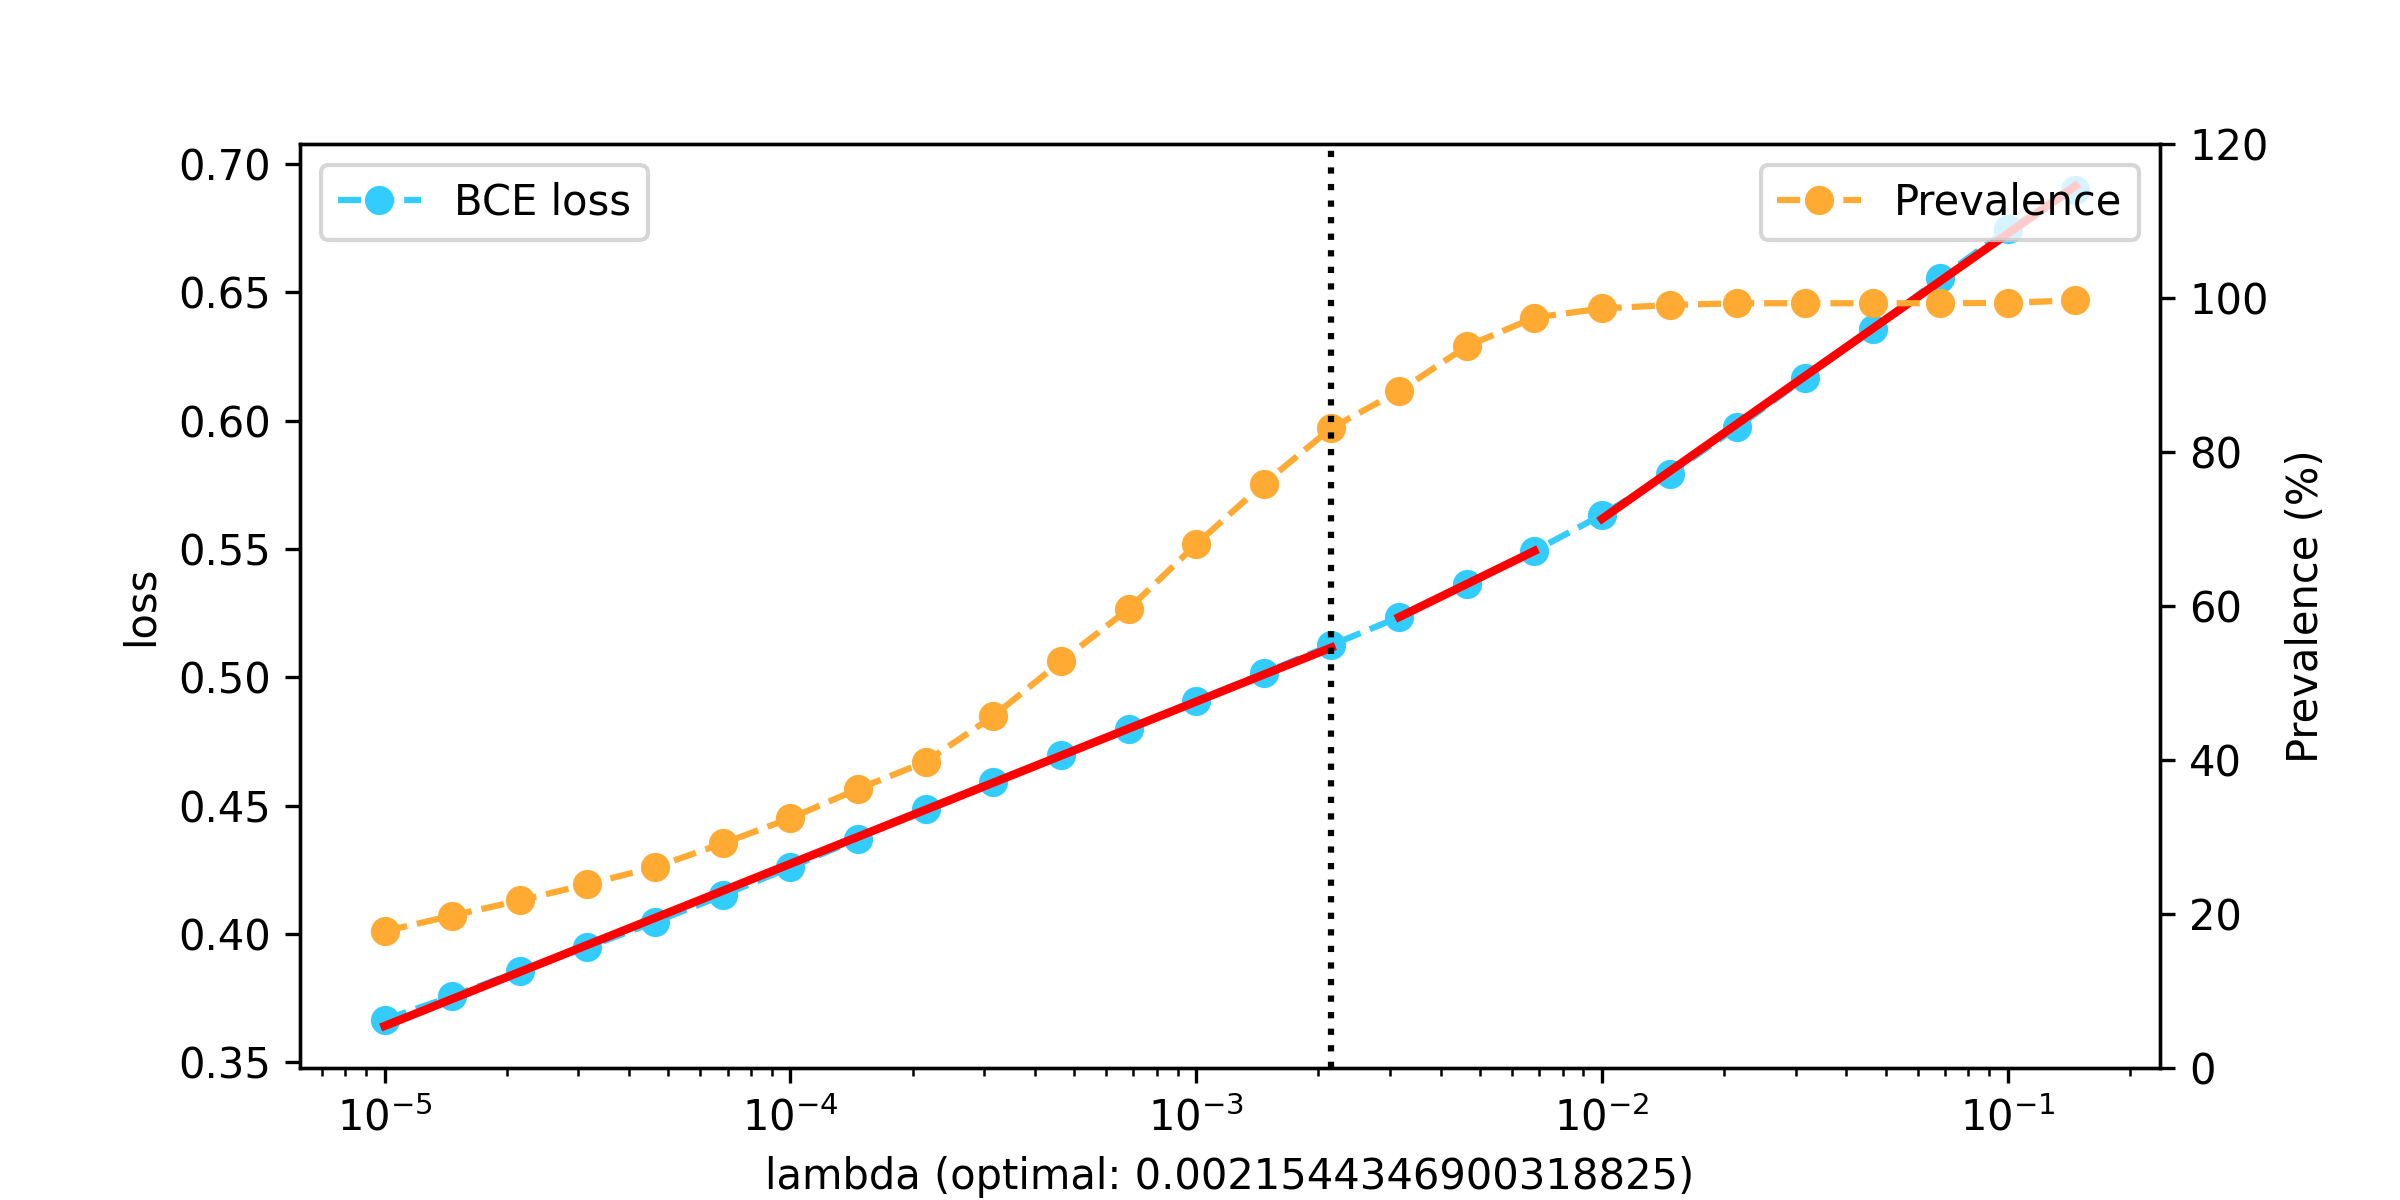 BCE loss
Prevalence
0.70
0.65
0.60
0.55
0.50
0.45
0.40
0.35
loss
120
100
80
60
40
20
0
Prevalence (%)
10⁻⁵ 10⁻⁴ 10⁻³ 10⁻² 10⁻¹
lambda (optimal: 0.0021544346900318825)